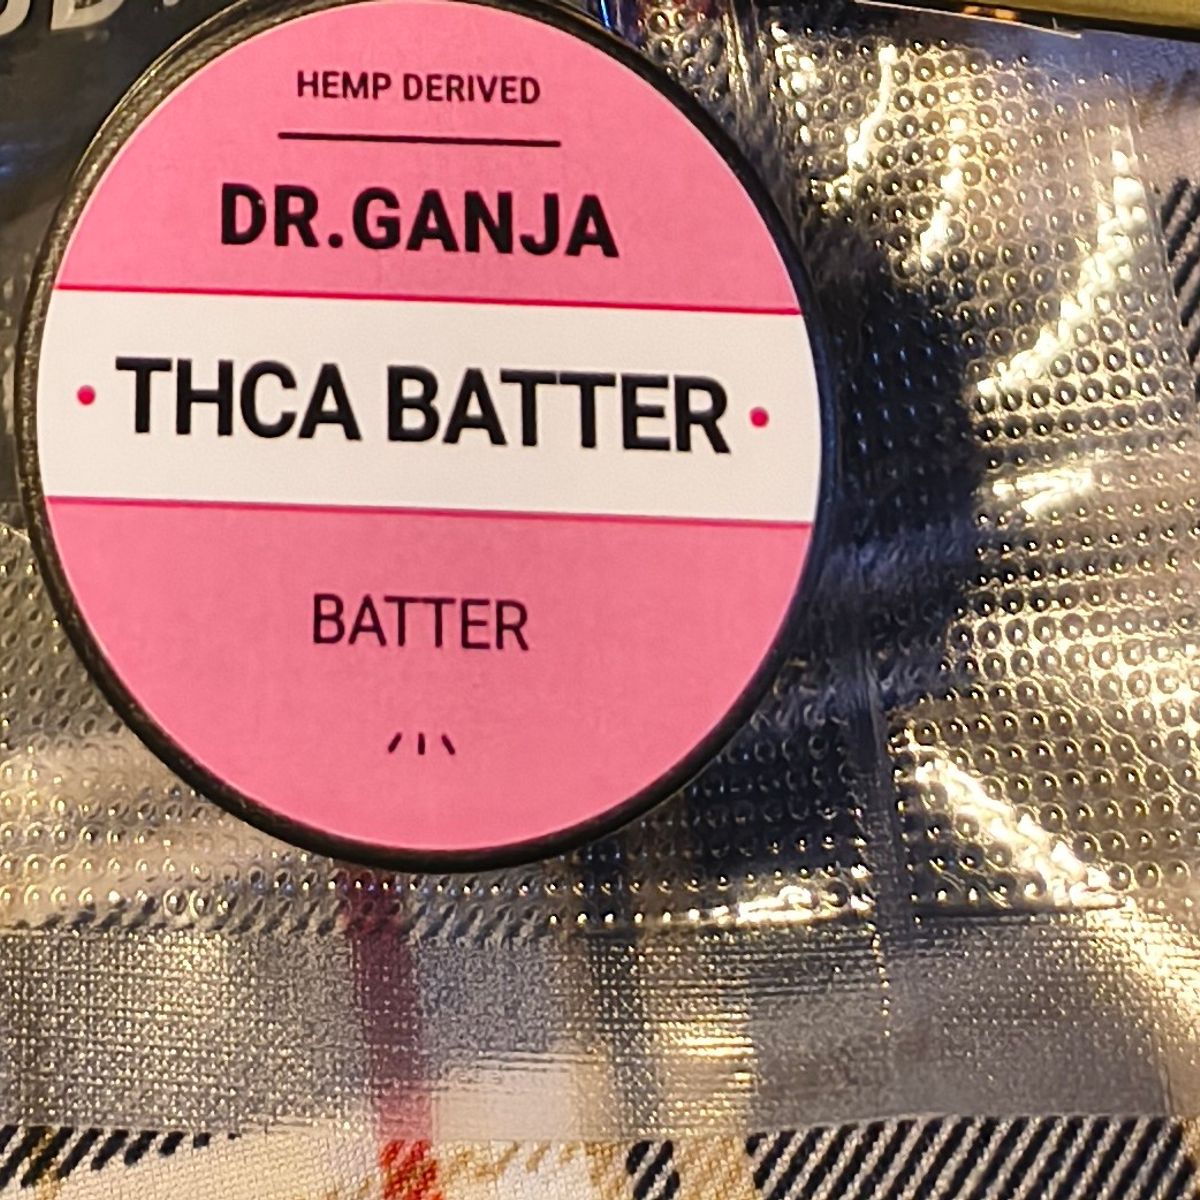 HEMP DERIVED
DR.GANJA
• THCA BATTER •
BATTER